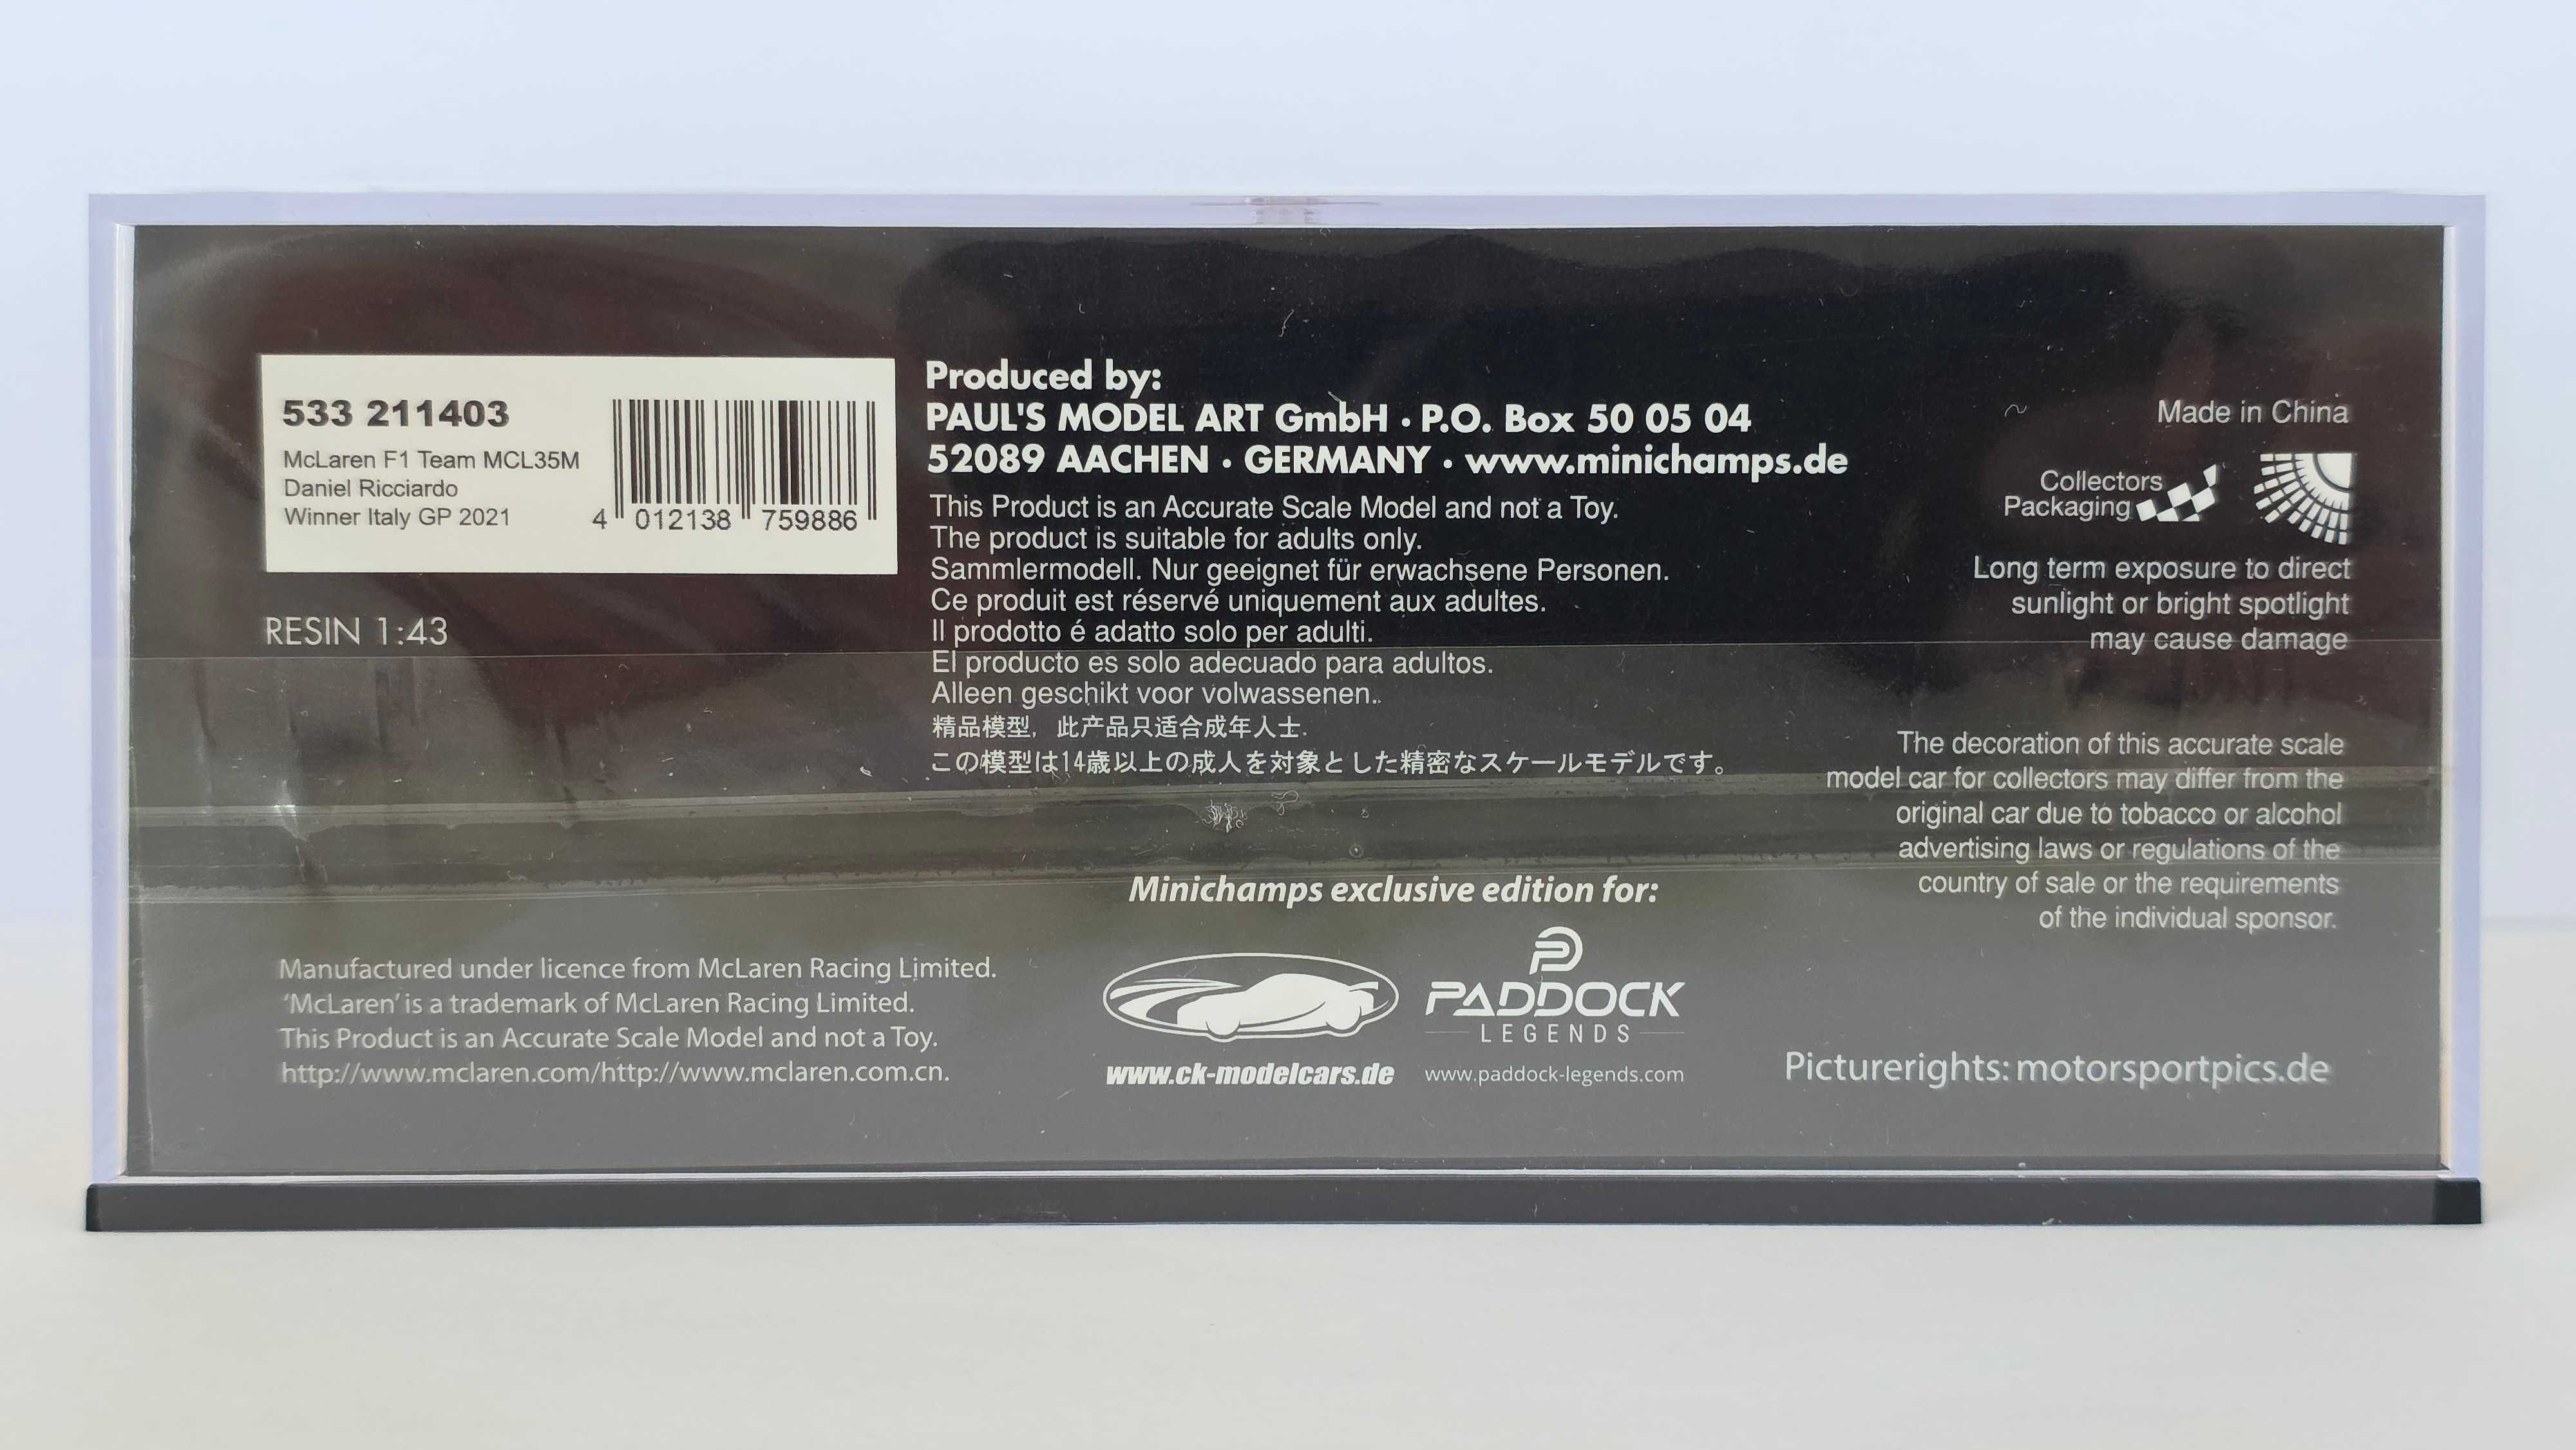 533 211403
McLaren F1 Team MCL35M
Daniel Ricciardo
Winner Italy GP 2021
4 012138 759886
RESIN 1:43
Produced by:
PAUL'S MODEL ART GmbH • P.O. Box 50 05 04
52089 AACHEN • GERMANY • www.minichamps.de
This Product is an Accurate Scale Model and not a Toy.
The product is suitable for adults only.
Sammlermodell. Nur geeignet für erwachsene Personen.
Ce produit est réservé uniquement aux adultes.
Il prodotto é adatto solo per adulti.
El producto es solo adecuado para adultos.
Alleen geschikt voor volwassenen..
精品模型，此产品只适合成年人士.
この模型は14歳以上の成人を対象とした精密なスケールモデルです。
Made in China
Collectors
Packaging
Long term exposure to direct
sunlight or bright spotlight
may cause damage
The decoration of this accurate scale
model car for collectors may differ from the
original car due to tobacco or alcohol
advertising laws or regulations of the
country of sale or the requirements
of the individual sponsor.
Manufactured under licence from McLaren Racing Limited.
'McLaren' is a trademark of McLaren Racing Limited.
This Product is an Accurate Scale Model and not a Toy.
http://www.mclaren.com/http://www.mclaren.com.cn.
Minichamps exclusive edition for:
www.ck-modelcars.de
PADDOCK
LEGENDS
www.paddock-legends.com
Picturerights: motorsportpics.de